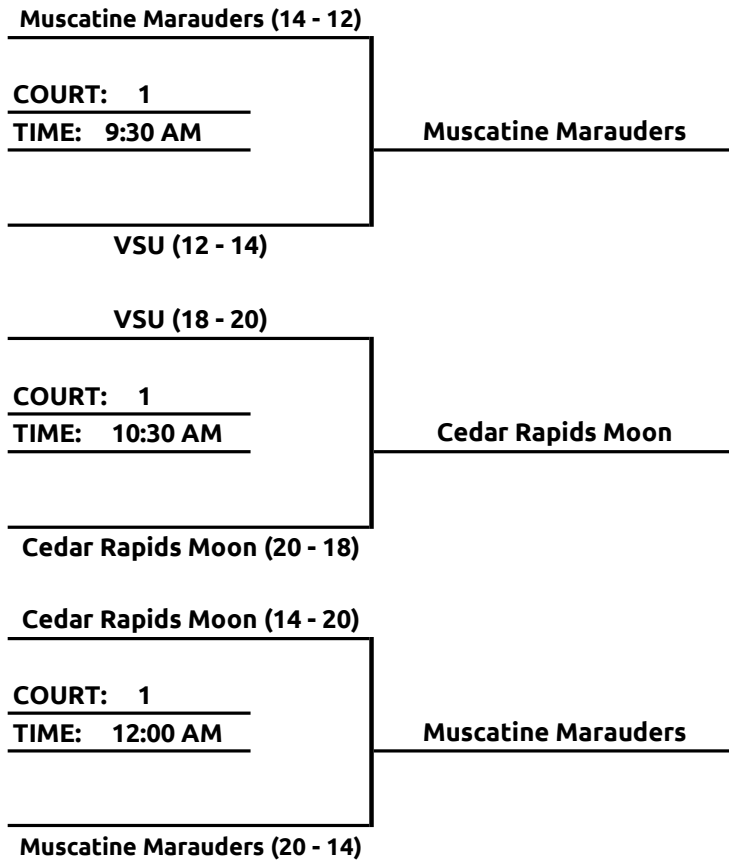 Muscatine Marauders (14 - 12)
COURT: 1
TIME: 9:30 AM
Muscatine Marauders
VSU (12 - 14)
VSU (18 - 20)
COURT: 1
TIME: 10:30 AM
Cedar Rapids Moon
Cedar Rapids Moon (20 - 18)
Cedar Rapids Moon (14 - 20)
COURT: 1
TIME: 12:00 AM
Muscatine Marauders
Muscatine Marauders (20 - 14)